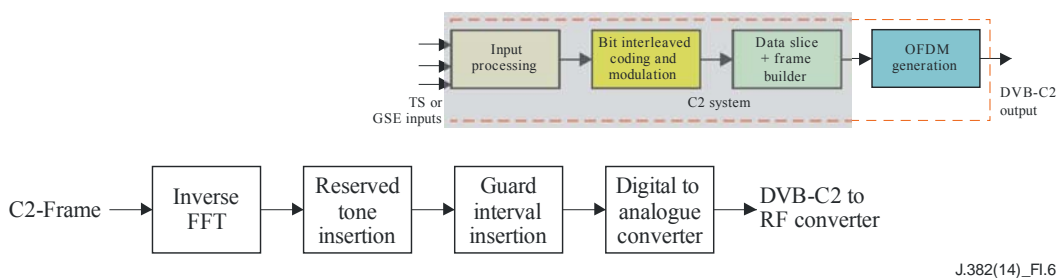 Input
processing
Bit interleaved
coding and
modulation
Data slice
+ frame
builder
OFDM
generation
TS or
GSE inputs
C2 system
DVB-C2
output
C2-Frame
Inverse
FFT
Reserved
tone
insertion
Guard
interval
insertion
Digital to
analogue
converter
DVB-C2 to
RF converter
J.382(14)_FI.6